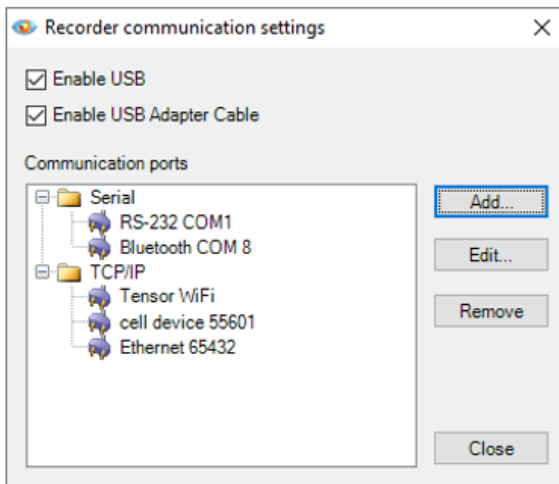 Recorder communication settings
Enable USB
Enable USB Adapter Cable
Communication ports
Serial
RS-232 COM1
Bluetooth COM 8
TCP/IP
Tensor WiFi
cell device 55601
Ethernet 65432
Add...
Edit...
Remove
Close